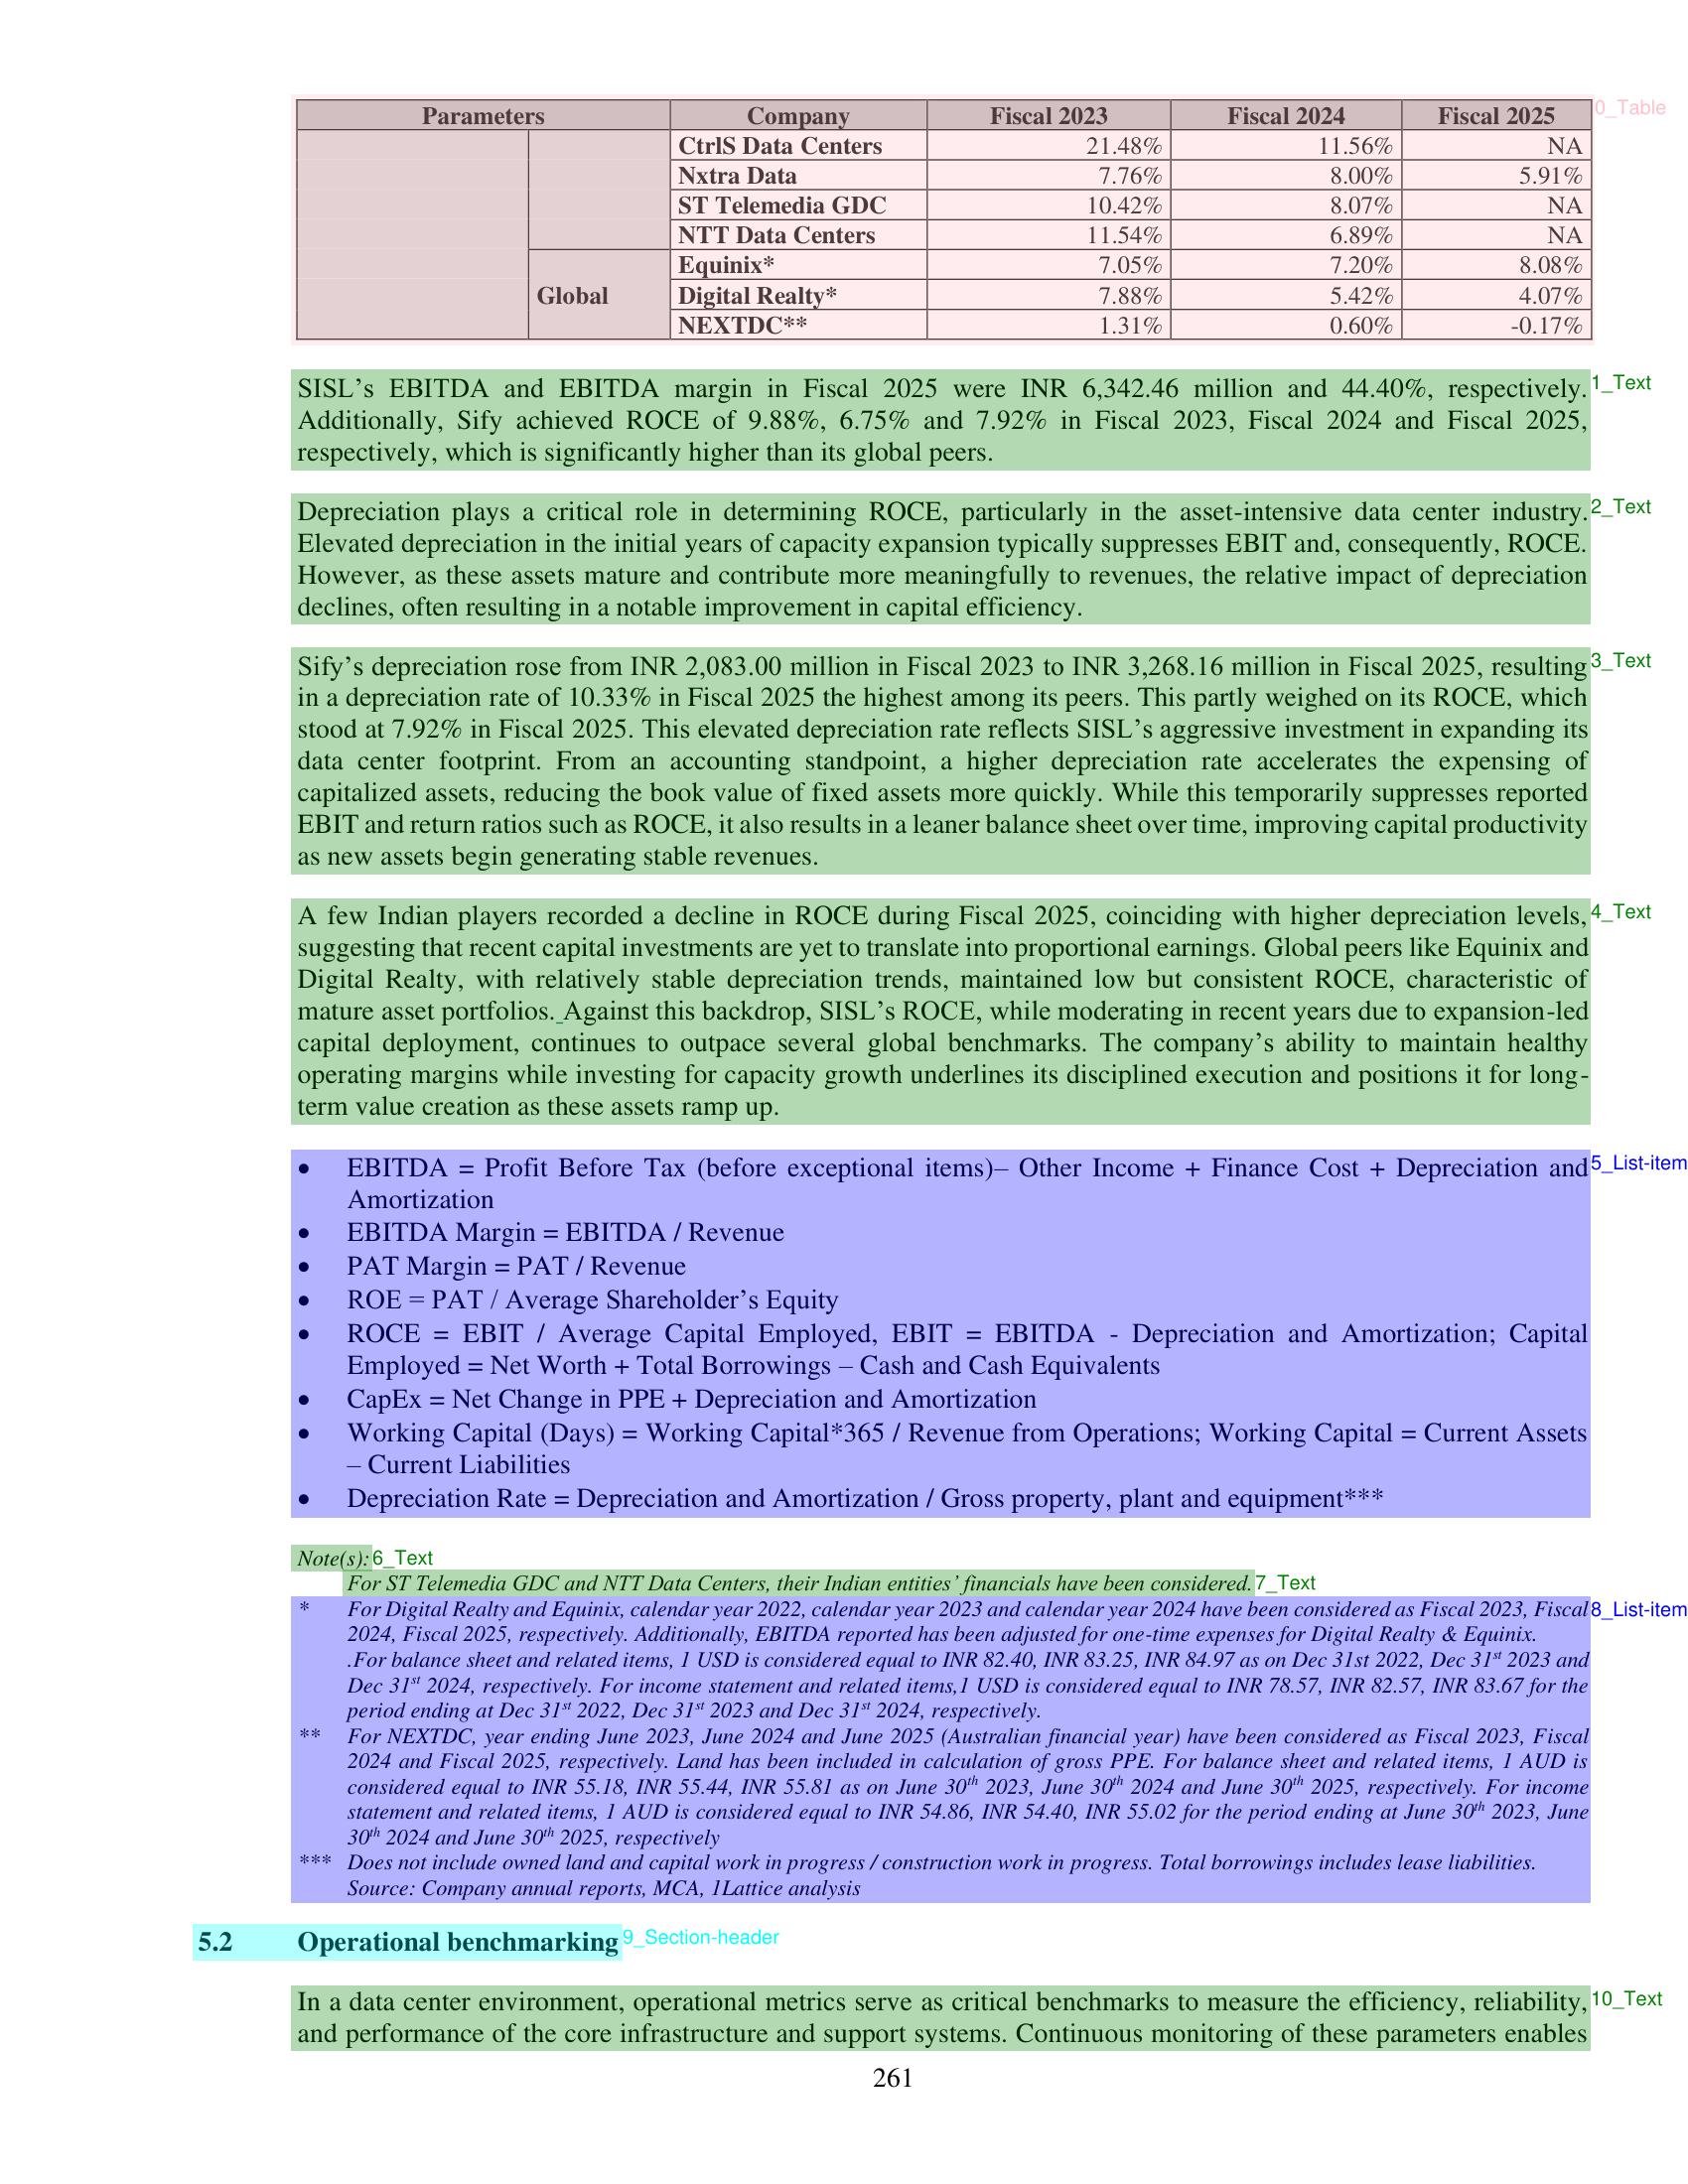 Parameters Company Fiscal 2023 Fiscal 2024 Fiscal 2025 0_Table
CtrlS Data Centers 21.48% 11.56% NA
Nxtra Data 7.76% 8.00% 5.91%
ST Telemedia GDC 10.42% 8.07% NA
NTT Data Centers 11.54% 6.89% NA
Global Equinix* 7.05% 7.20% 8.08%
Digital Realty* 7.88% 5.42% 4.07%
NEXTDC** 1.31% 0.60% -0.17%
SISL’s EBITDA and EBITDA margin in Fiscal 2025 were INR 6,342.46 million and 44.40%, respectively. 1_Text
Additionally, Sify achieved ROCE of 9.88%, 6.75% and 7.92% in Fiscal 2023, Fiscal 2024 and Fiscal 2025,
respectively, which is significantly higher than its global peers.
Depreciation plays a critical role in determining ROCE, particularly in the asset-intensive data center industry. 2_Text
Elevated depreciation in the initial years of capacity expansion typically suppresses EBIT and, consequently, ROCE.
However, as these assets mature and contribute more meaningfully to revenues, the relative impact of depreciation
declines, often resulting in a notable improvement in capital efficiency.
Sify’s depreciation rose from INR 2,083.00 million in Fiscal 2023 to INR 3,268.16 million in Fiscal 2025, resulting 3_Text
in a depreciation rate of 10.33% in Fiscal 2025 the highest among its peers. This partly weighed on its ROCE, which
stood at 7.92% in Fiscal 2025. This elevated depreciation rate reflects SISL’s aggressive investment in expanding its
data center footprint. From an accounting standpoint, a higher depreciation rate accelerates the expensing of
capitalized assets, reducing the book value of fixed assets more quickly. While this temporarily suppresses reported
EBIT and return ratios such as ROCE, it also results in a leaner balance sheet over time, improving capital productivity
as new assets begin generating stable revenues.
A few Indian players recorded a decline in ROCE during Fiscal 2025, coinciding with higher depreciation levels, 4_Text
suggesting that recent capital investments are yet to translate into proportional earnings. Global peers like Equinix and
Digital Realty, with relatively stable depreciation trends, maintained low but consistent ROCE, characteristic of
mature asset portfolios. Against this backdrop, SISL’s ROCE, while moderating in recent years due to expansion-led
capital deployment, continues to outpace several global benchmarks. The company’s ability to maintain healthy
operating margins while investing for capacity growth underlines its disciplined execution and positions it for long-
term value creation as these assets ramp up.
• EBITDA = Profit Before Tax (before exceptional items)– Other Income + Finance Cost + Depreciation and 5_List-item
Amortization
• EBITDA Margin = EBITDA / Revenue
• PAT Margin = PAT / Revenue
• ROE = PAT / Average Shareholder’s Equity
• ROCE = EBIT / Average Capital Employed, EBIT = EBITDA - Depreciation and Amortization; Capital
Employed = Net Worth + Total Borrowings – Cash and Cash Equivalents
• CapEx = Net Change in PPE + Depreciation and Amortization
• Working Capital (Days) = Working Capital*365 / Revenue from Operations; Working Capital = Current Assets
– Current Liabilities
• Depreciation Rate = Depreciation and Amortization / Gross property, plant and equipment***
Note(s): 6_Text
For ST Telemedia GDC and NTT Data Centers, their Indian entities’ financials have been considered. 7_Text
* For Digital Realty and Equinix, calendar year 2022, calendar year 2023 and calendar year 2024 have been considered as Fiscal 2023, Fiscal 8_List-item
2024, Fiscal 2025, respectively. Additionally, EBITDA reported has been adjusted for one-time expenses for Digital Realty & Equinix.
.For balance sheet and related items, 1 USD is considered equal to INR 82.40, INR 83.25, INR 84.97 as on Dec 31st 2022, Dec 31st 2023 and
Dec 31st 2024, respectively. For income statement and related items,1 USD is considered equal to INR 78.57, INR 82.57, INR 83.67 for the
period ending at Dec 31st 2022, Dec 31st 2023 and Dec 31st 2024, respectively.
** For NEXTDC, year ending June 2023, June 2024 and June 2025 (Australian financial year) have been considered as Fiscal 2023, Fiscal
2024 and Fiscal 2025, respectively. Land has been included in calculation of gross PPE. For balance sheet and related items, 1 AUD is
considered equal to INR 55.18, INR 55.44, INR 55.81 as on June 30th 2023, June 30th 2024 and June 30th 2025, respectively. For income
statement and related items, 1 AUD is considered equal to INR 54.86, INR 54.40, INR 55.02 for the period ending at June 30th 2023, June
30th 2024 and June 30th 2025, respectively
*** Does not include owned land and capital work in progress / construction work in progress. Total borrowings includes lease liabilities.
Source: Company annual reports, MCA, 1Lattice analysis
5.2 Operational benchmarking 9_Section-header
In a data center environment, operational metrics serve as critical benchmarks to measure the efficiency, reliability, 10_Text
and performance of the core infrastructure and support systems. Continuous monitoring of these parameters enables
261